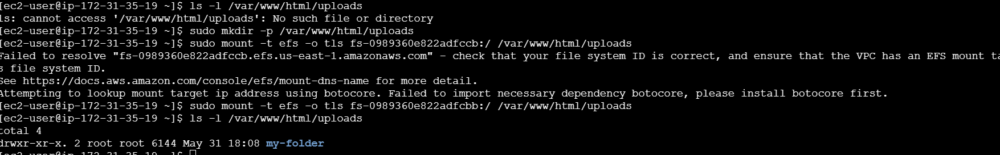 [ec2-user@ip-172-31-35-19 ~]$ ls -l /var/www/html/uploads
ls: cannot access '/var/www/html/uploads': No such file or directory
[ec2-user@ip-172-31-35-19 ~]$ sudo mkdir -p /var/www/html/uploads
[ec2-user@ip-172-31-35-19 ~]$ sudo mount -t efs -o tls fs-0989360e822adfccb:/ /var/www/html/uploads
Failed to resolve "fs-0989360e822adfccb.efs.us-east-1.amazonaws.com" - check that your file system ID is correct, and ensure that the VPC has an EFS mount ta
s file system ID.
See https://docs.aws.amazon.com/console/efs/mount-dns-name for more detail.
Attempting to lookup mount target ip address using botocore. Failed to import necessary dependency botocore, please install botocore first.
[ec2-user@ip-172-31-35-19 ~]$ sudo mount -t efs -o tls fs-0989360e822adfcbb:/ /var/www/html/uploads
[ec2-user@ip-172-31-35-19 ~]$ ls -l /var/www/html/uploads
total 4
drwxr-xr-x. 2 root root 6144 May 31 18:08 my-folder
[ec2-user@ip-172-31-35-19 ~]$